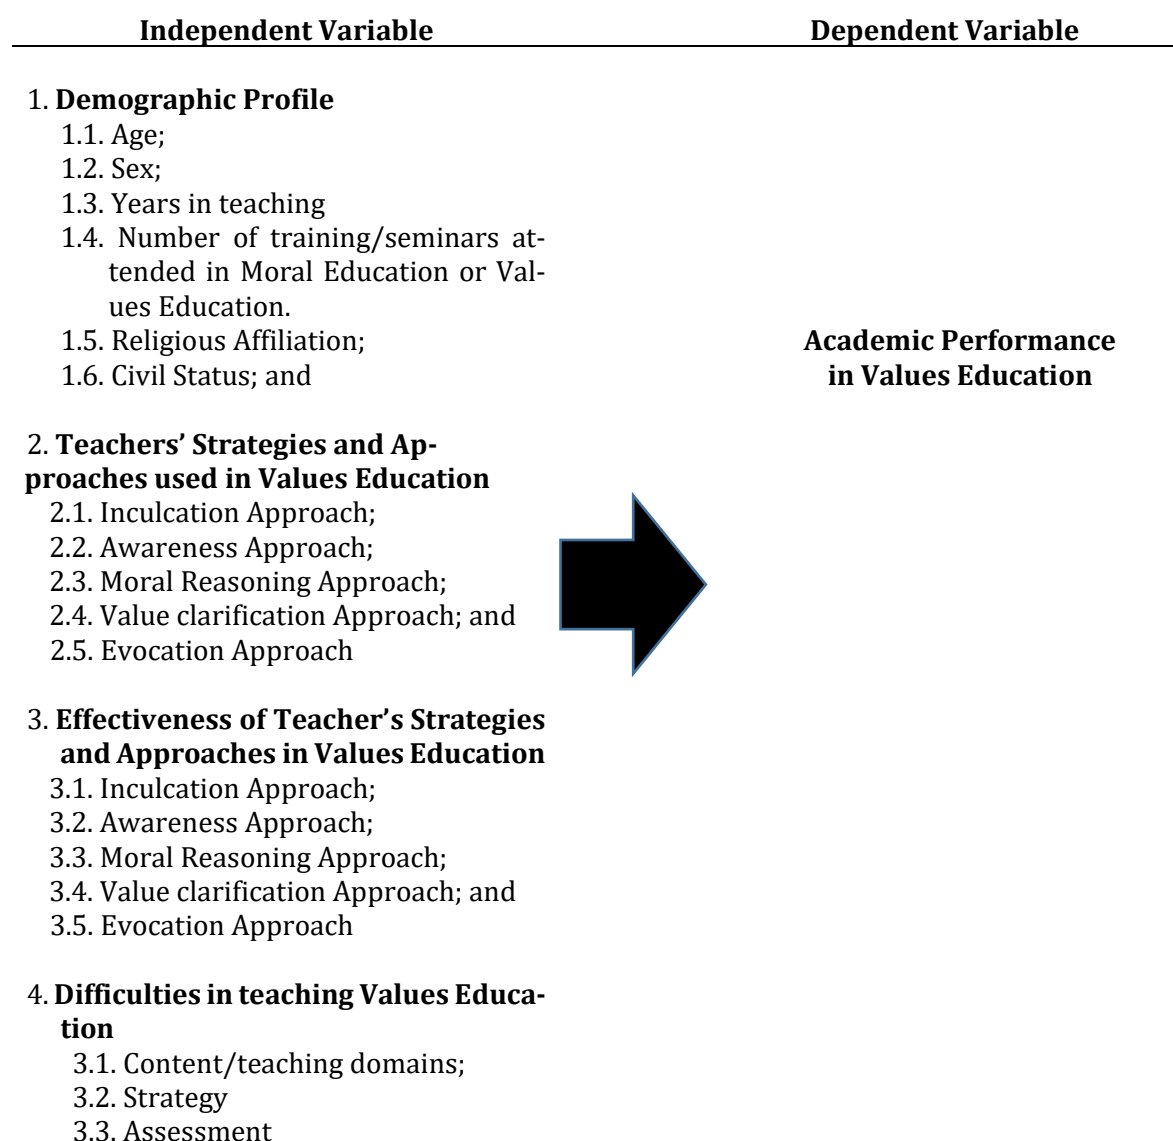 Independent Variable Dependent Variable
1. Demographic Profile
1.1. Age;
1.2. Sex;
1.3. Years in teaching
1.4. Number of training/seminars at-
tended in Moral Education or Val-
ues Education.
1.5. Religious Affiliation;
1.6. Civil Status; and
Academic Performance
in Values Education
2. Teachers’ Strategies and Ap-
proaches used in Values Education
2.1. Inculcation Approach;
2.2. Awareness Approach;
2.3. Moral Reasoning Approach;
2.4. Value clarification Approach; and
2.5. Evocation Approach
3. Effectiveness of Teacher’s Strategies
and Approaches in Values Education
3.1. Inculcation Approach;
3.2. Awareness Approach;
3.3. Moral Reasoning Approach;
3.4. Value clarification Approach; and
3.5. Evocation Approach
4. Difficulties in teaching Values Educa-
tion
3.1. Content/teaching domains;
3.2. Strategy
3.3. Assessment